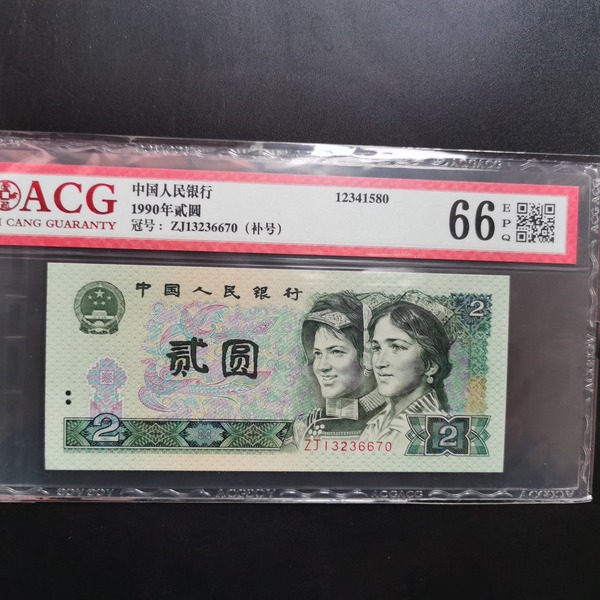 ACG
CANG GUARANTY
中国人民银行
1990年贰圆
冠号：ZJ13236670（补号）
12341580
66
EPQ
中国人民银行
贰圆
2
2
2
ZJ13236670